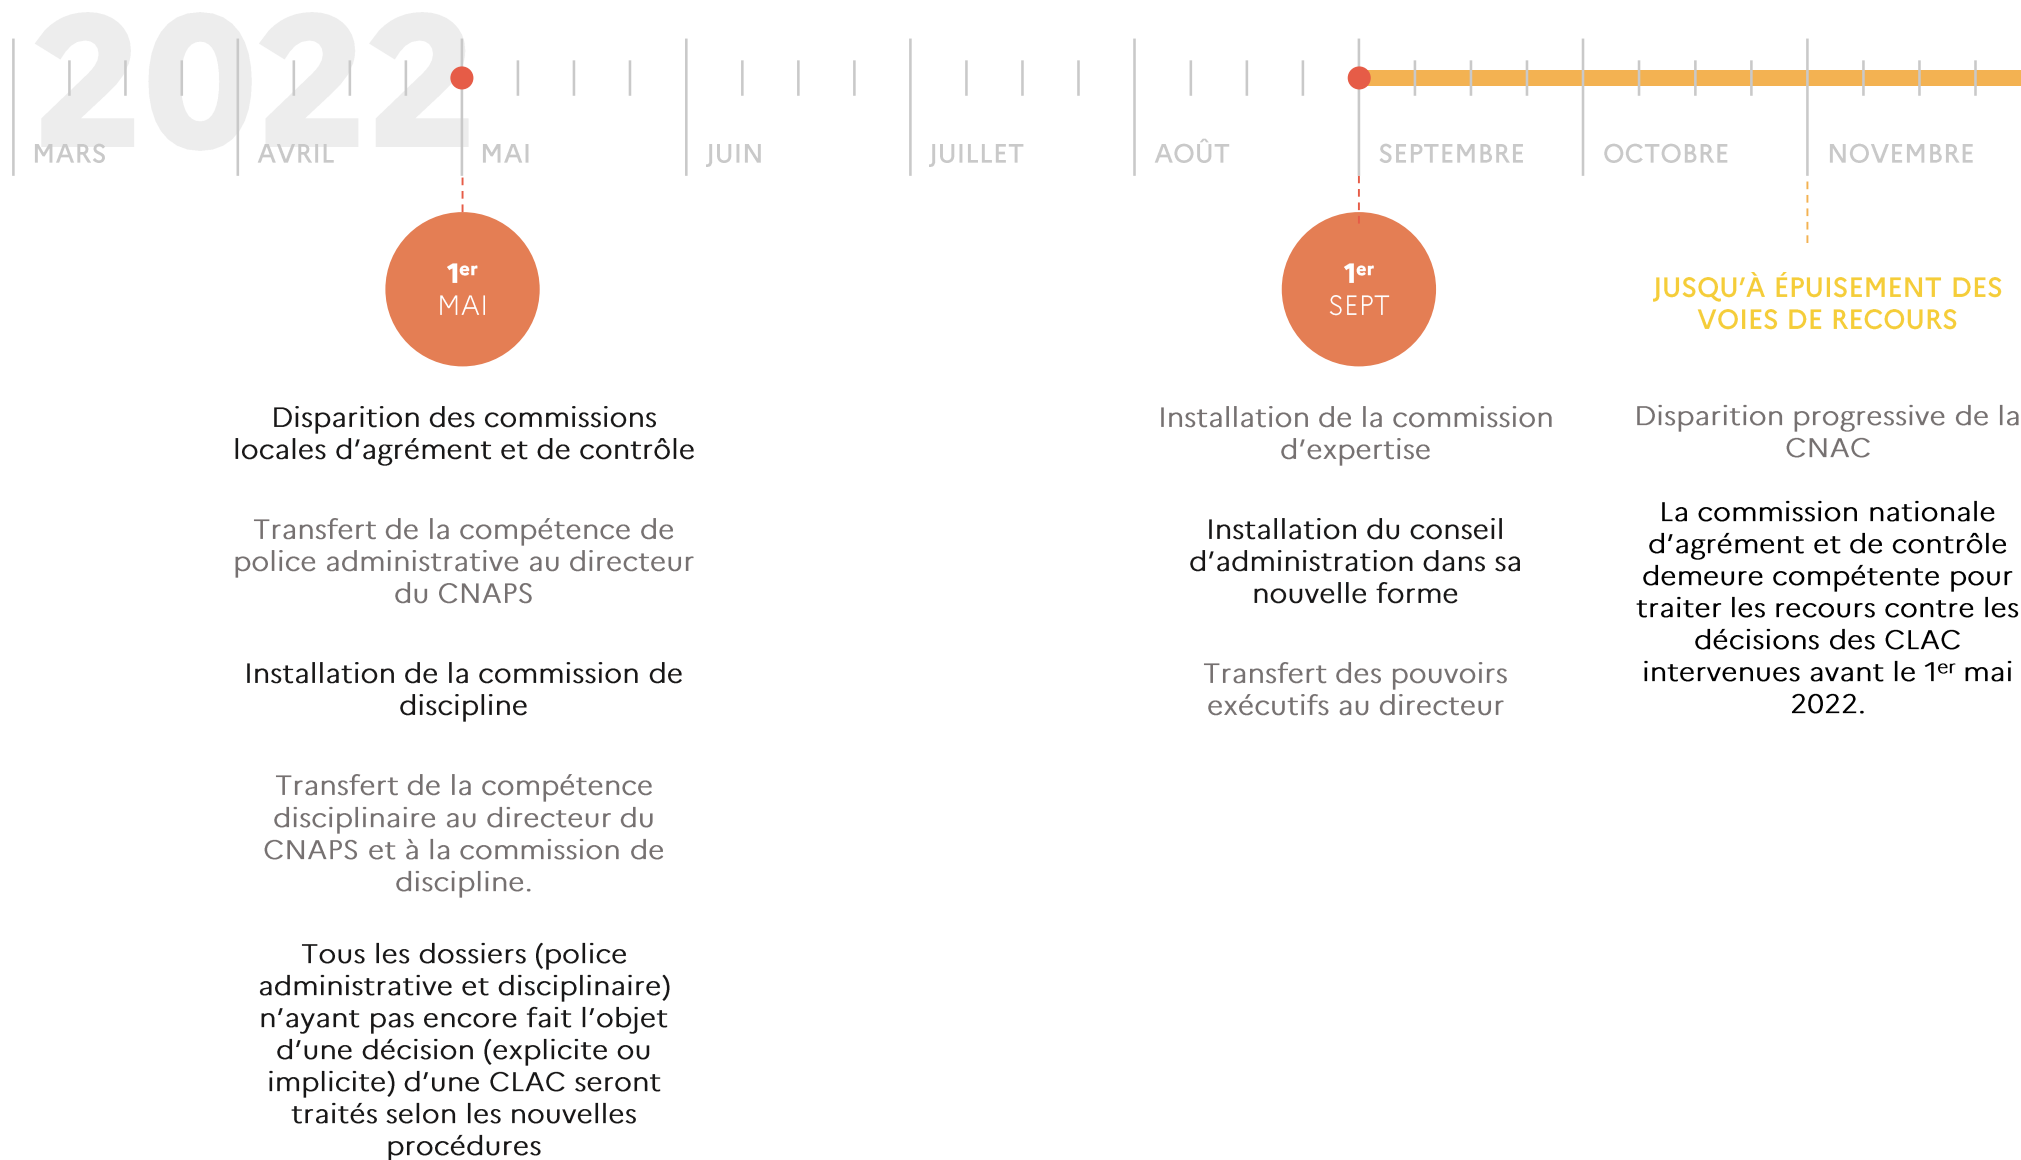 2022
MARS
AVRIL
MAI
JUIN
JUILLET
AOÛT
SEPTEMBRE
OCTOBRE
NOVEMBRE
1er
MAI
Disparition des commissions
locales d’agrément et de contrôle
Transfert de la compétence de
police administrative au directeur
du CNAPS
Installation de la commission de
discipline
Transfert de la compétence
disciplinaire au directeur du
CNAPS et à la commission de
discipline.
Tous les dossiers (police
administrative et disciplinaire)
n’ayant pas encore fait l’objet
d’une décision (explicite ou
implicite) d’une CLAC seront
traités selon les nouvelles
procédures
1er
SEPT
Installation de la commission
d’expertise
Installation du conseil
d’administration dans sa
nouvelle forme
Transfert des pouvoirs
exécutifs au directeur
JUSQU’À ÉPUISEMENT DES
VOIES DE RECOURS
Disparition progressive de la
CNAC
La commission nationale
d’agrément et de contrôle
demeure compétente pour
traiter les recours contre les
décisions des CLAC
intervenues avant le 1er mai
2022.